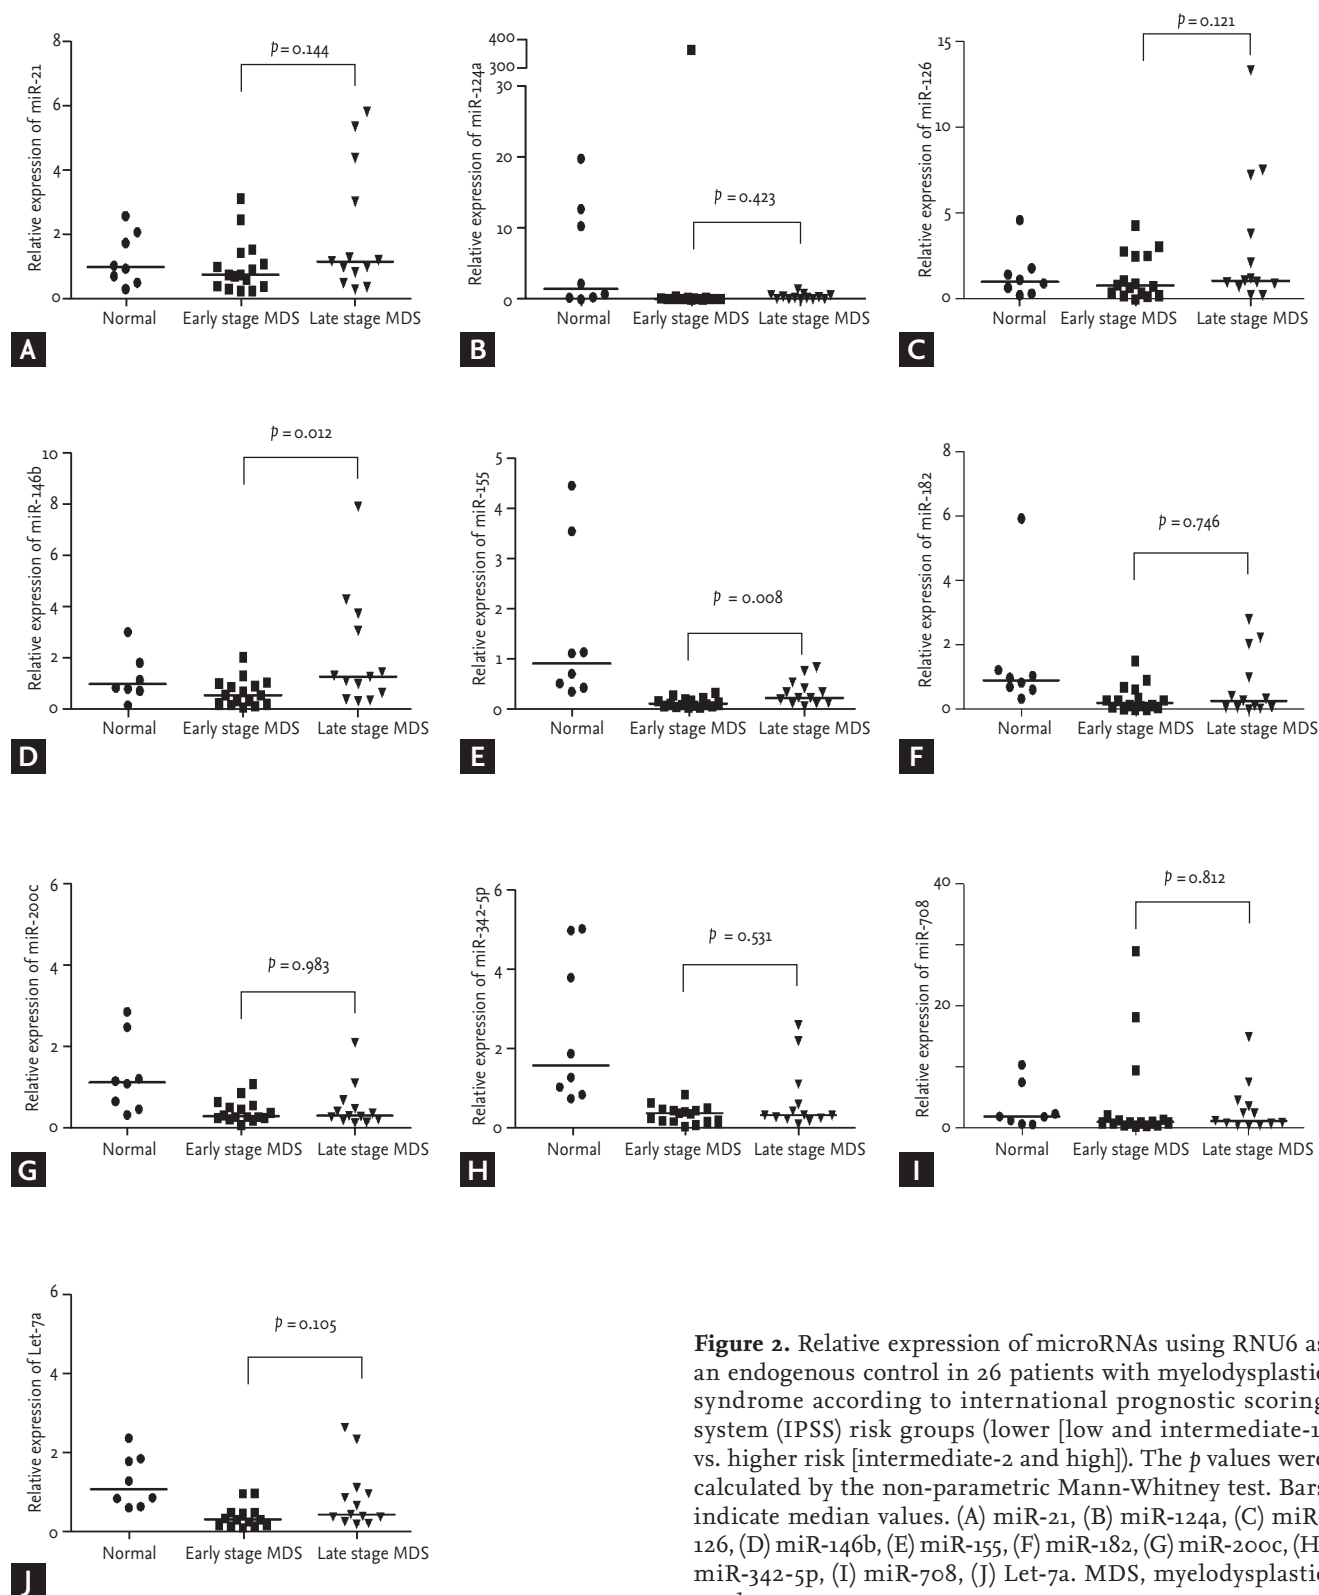 p = 0.144
8
6
4
2
0
Relative expression of miR-21
Normal
Early stage MDS
Late stage MDS
A
400
300
30
20
10
0
Relative expression of miR-124a
p = 0.423
Normal
Early stage MDS
Late stage MDS
B
p = 0.121
15
10
5
0
Relative expression of miR-126
Normal
Early stage MDS
Late stage MDS
C
p = 0.012
10
8
6
4
2
0
Relative expression of miR-146b
Normal
Early stage MDS
Late stage MDS
D
5
4
3
2
1
0
Relative expression of miR-155
p = 0.008
Normal
Early stage MDS
Late stage MDS
E
8
6
4
2
0
Relative expression of miR-182
p = 0.746
Normal
Early stage MDS
Late stage MDS
F
6
4
2
0
Relative expression of miR-200c
p = 0.983
Normal
Early stage MDS
Late stage MDS
G
6
4
2
0
Relative expression of miR-342-5p
p = 0.531
Normal
Early stage MDS
Late stage MDS
H
p = 0.812
40
20
0
Relative expression of miR-708
Normal
Early stage MDS
Late stage MDS
I
6
4
2
0
Relative expression of Let-7a
p = 0.105
Normal
Early stage MDS
Late stage MDS
J
Figure 2. Relative expression of microRNAs using RNU6 as
an endogenous control in 26 patients with myelodysplastic
syndrome according to international prognostic scoring
system (IPSS) risk groups (lower [low and intermediate-1]
vs. higher risk [intermediate-2 and high]). The p values were
calculated by the non-parametric Mann-Whitney test. Bars
indicate median values. (A) miR-21, (B) miR-124a, (C) miR-
126, (D) miR-146b, (E) miR-155, (F) miR-182, (G) miR-200c, (H)
miR-342-5p, (I) miR-708, (J) Let-7a. MDS, myelodysplastic